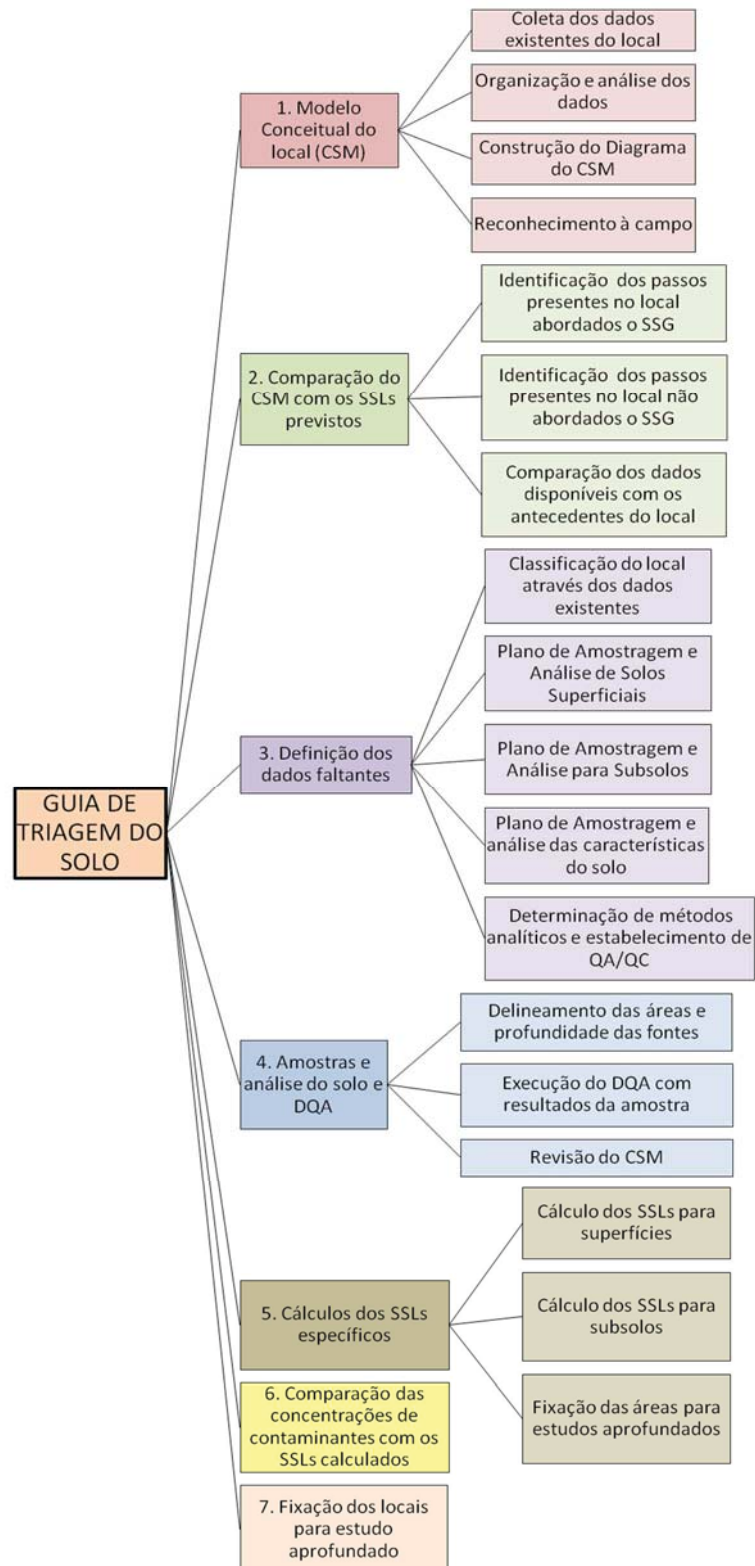 GUIA DE
TRIAGEM DO
SOLO
1. Modelo
Conceitual do
local (CSM)
Coleta dos dados
existentes do local
Organização e análise dos
dados
Construção do Diagrama
do CSM
Reconhecimento à campo
2. Comparação do
CSM com os SSLs
previstos
Identificação dos passos
presentes no local
abordados o SSG
Identificação dos passos
presentes no local não
abordados o SSG
Comparação dos dados
disponíveis com os
antecedentes do local
3. Definição dos
dados faltantes
Classificação do local
através dos dados
existentes
Plano de Amostragem e
Análise de Solos
Superficiais
Plano de Amostragem e
Análise para Subsolos
Plano de Amostragem e
análise das características
do solo
Determinação de métodos
analíticos e estabelecimento de
QA/QC
4. Amostras e
análise do solo e
DQA
Delineamento das áreas e
profundidade das fontes
Execução do DQA com
resultados da amostra
Revisão do CSM
5. Cálculos dos SSLs
específicos
Cálculo dos SSLs para
superfícies
Cálculo dos SSLs para
subsolos
Fixação das áreas para
estudos aprofundados
6. Comparação das
concentrações de
contaminantes com os
SSLs calculados
7. Fixação dos locais
para estudo
aprofundado